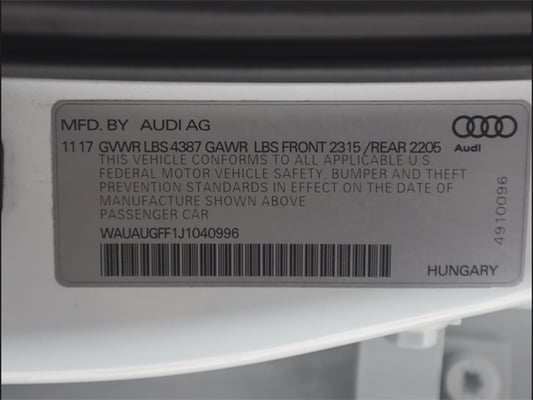 MFD. BY AUDI AG
Audi
11 17 GVWR LBS 4387 GAWR LBS FRONT 2315 /REAR 2205
THIS VEHICLE CONFORMS TO ALL APPLICABLE U S
FEDERAL MOTOR VEHICLE SAFETY, BUMPER AND THEFT
PREVENTION STANDARDS IN EFFECT ON THE DATE OF
MANUFACTURE SHOWN ABOVE
PASSENGER CAR
WAUAUGFF1J1040996
4910096
HUNGARY